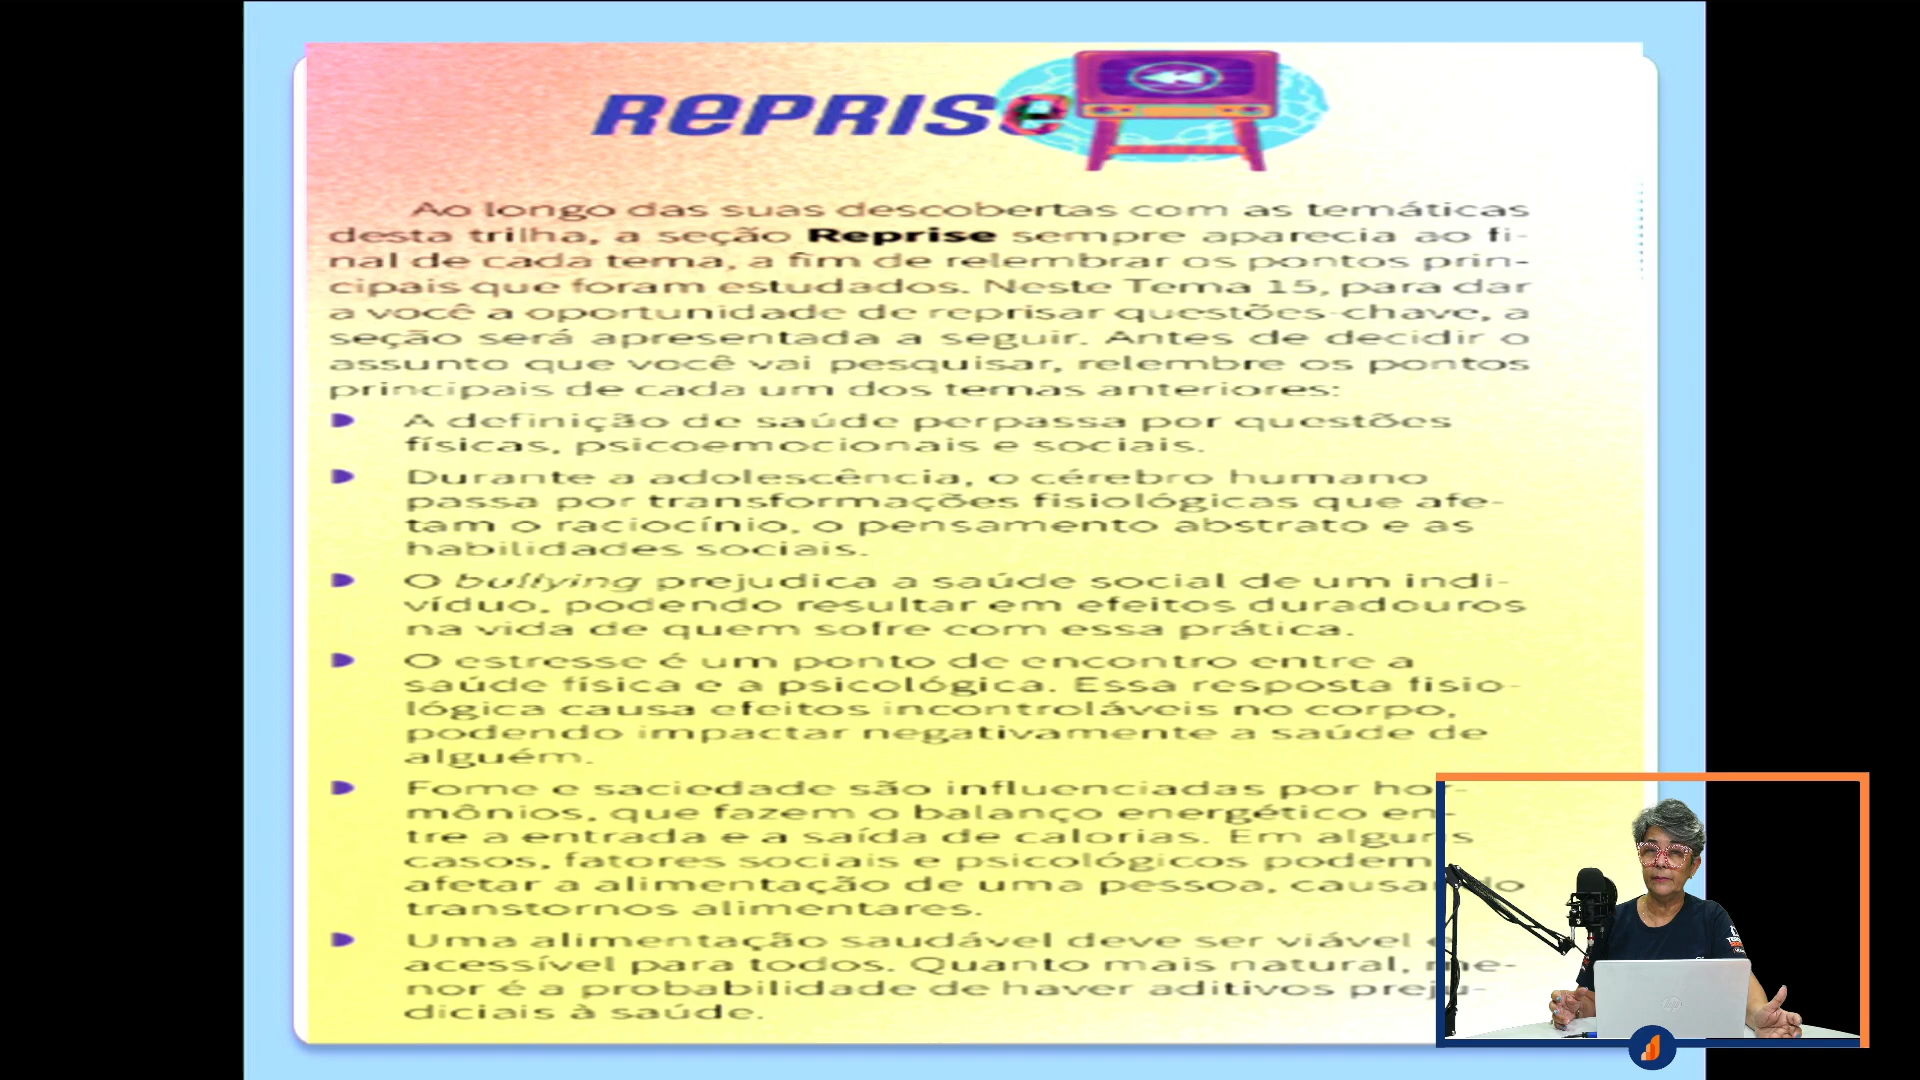 REPRISE
Ao longo das suas descobertas com as temáticas
desta trilha, a seção Reprise sempre aparecia ao fi-
nal de cada tema, a fim de relembrar os pontos prin-
cipais que foram estudados. Neste Tema 15, para dar
a você a oportunidade de reprisar questões-chave, a
seção será apresentada a seguir. Antes de decidir o
assunto que você vai pesquisar, relembre os pontos
principais de cada um dos temas anteriores:
A definição de saúde perpassa por questões
físicas, psicoemocionais e sociais.
Durante a adolescência, o cérebro humano
passa por transformações fisiológicas que afe-
tam o raciocínio, o pensamento abstrato e as
habilidades sociais.
O bullying prejudica a saúde social de um indi-
víduo, podendo resultar em efeitos duradouros
na vida de quem sofre com essa prática.
O estresse é um ponto de encontro entre a
saúde física e a psicológica. Essa resposta fisio-
lógica causa efeitos incontroláveis no corpo,
podendo impactar negativamente a saúde de
alguém.
Fome e saciedade são influenciadas por hor-
mônios, que fazem o balanço energético en-
tre a entrada e a saída de calorias. Em alguns
casos, fatores sociais e psicológicos podem
afetar a alimentação de uma pessoa, causando
transtornos alimentares.
Uma alimentação saudável deve ser viável e
acessível para todos. Quanto mais natural, me-
nor é a probabilidade de haver aditivos preju-
diciais à saúde.